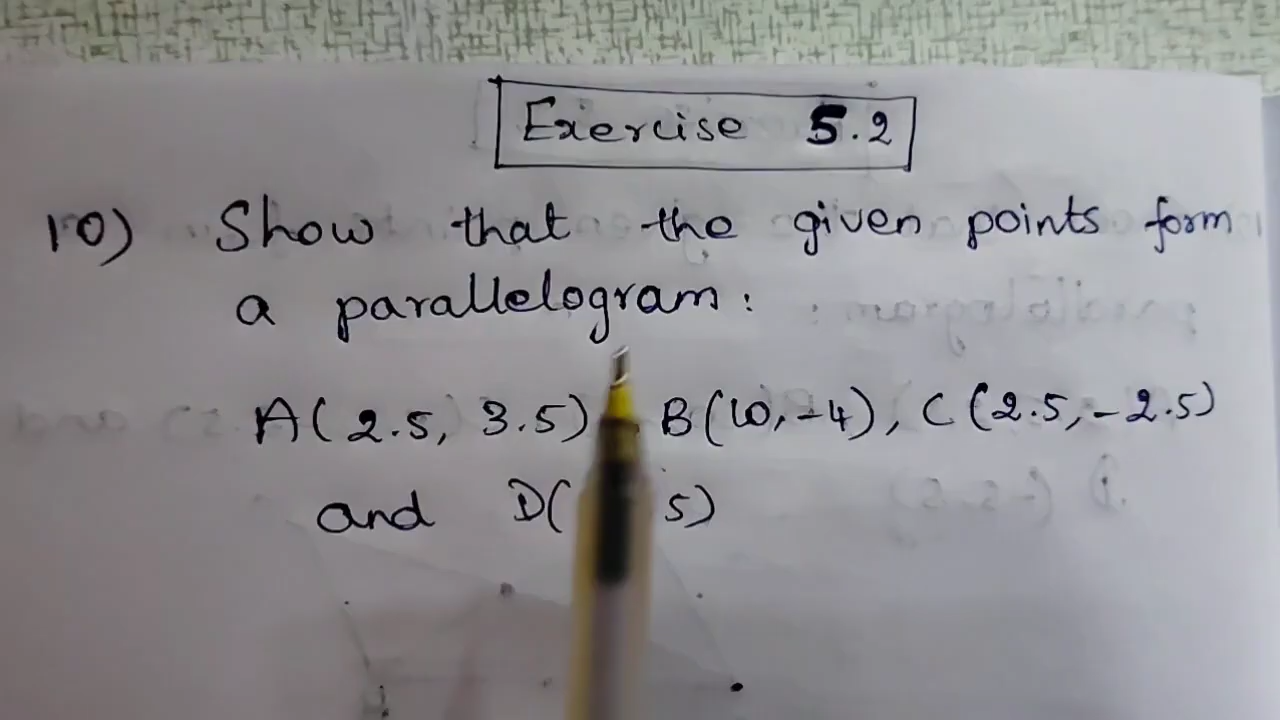 Exercise 5.2
10) Show that the given points form
a parallelogram:
A(2.5, 3.5) B(10, -4), C(2.5, -2.5)
and D( 5)